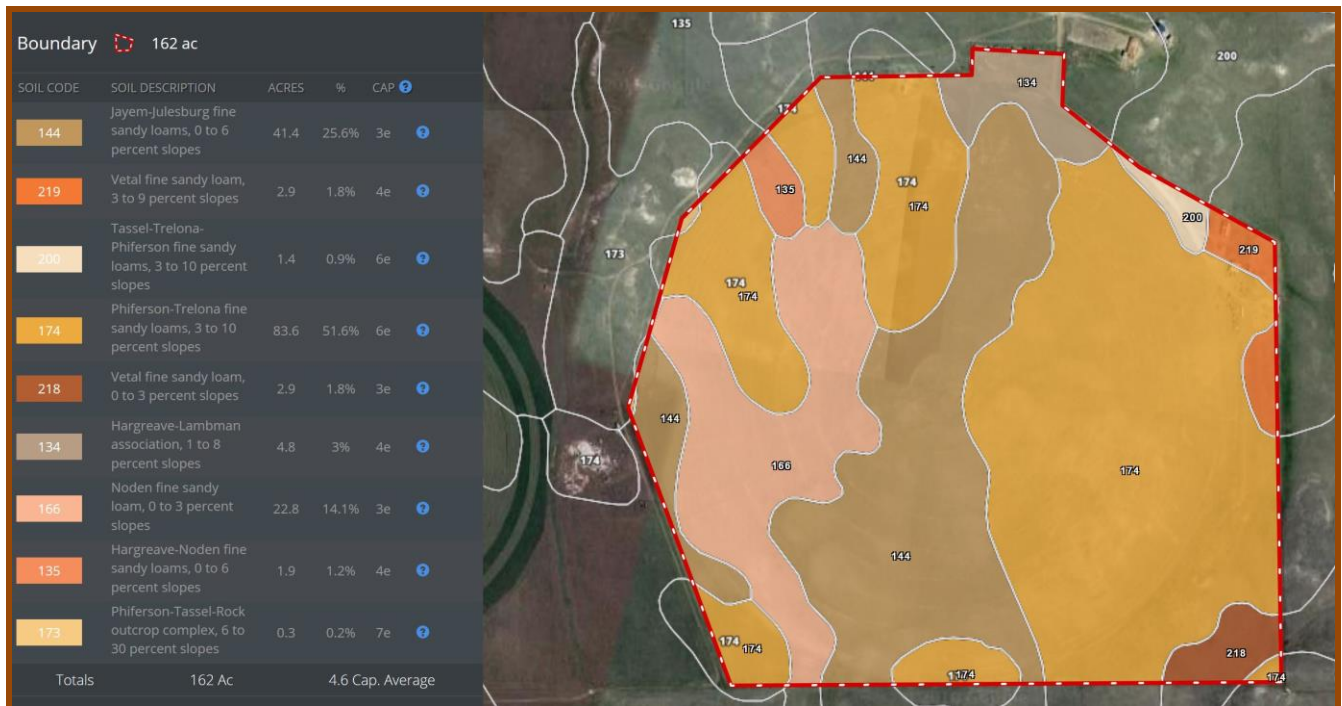 Boundary 162 ac
SOIL CODE SOIL DESCRIPTION ACRES % CAP ?
144 Jayem-Julesburg fine sandy loams, 0 to 6 percent slopes 41.4 25.6% 3e ?
219 Vetal fine sandy loam, 3 to 9 percent slopes 2.9 1.8% 4e ?
200 Tassel-Trelona-Phiferson fine sandy loams, 3 to 10 percent slopes 1.4 0.9% 6e ?
174 Phiferson-Trelona fine sandy loams, 3 to 10 percent slopes 83.6 51.6% 6e ?
218 Vetal fine sandy loam, 0 to 3 percent slopes 2.9 1.8% 3e ?
134 Hargreave-Lambman association, 1 to 8 percent slopes 4.8 3% 4e ?
166 Noden fine sandy loam, 0 to 3 percent slopes 22.8 14.1% 3e ?
135 Hargreave-Noden fine sandy loams, 0 to 6 percent slopes 1.9 1.2% 4e ?
173 Phiferson-Tassel-Rock outcrop complex, 6 to 30 percent slopes 0.3 0.2% 7e ?
Totals 162 Ac 4.6 Cap. Average
135
200
134
174
144
174
135
174
200
173
219
174
174
144
174
166
174
144
218
174
174
174
174